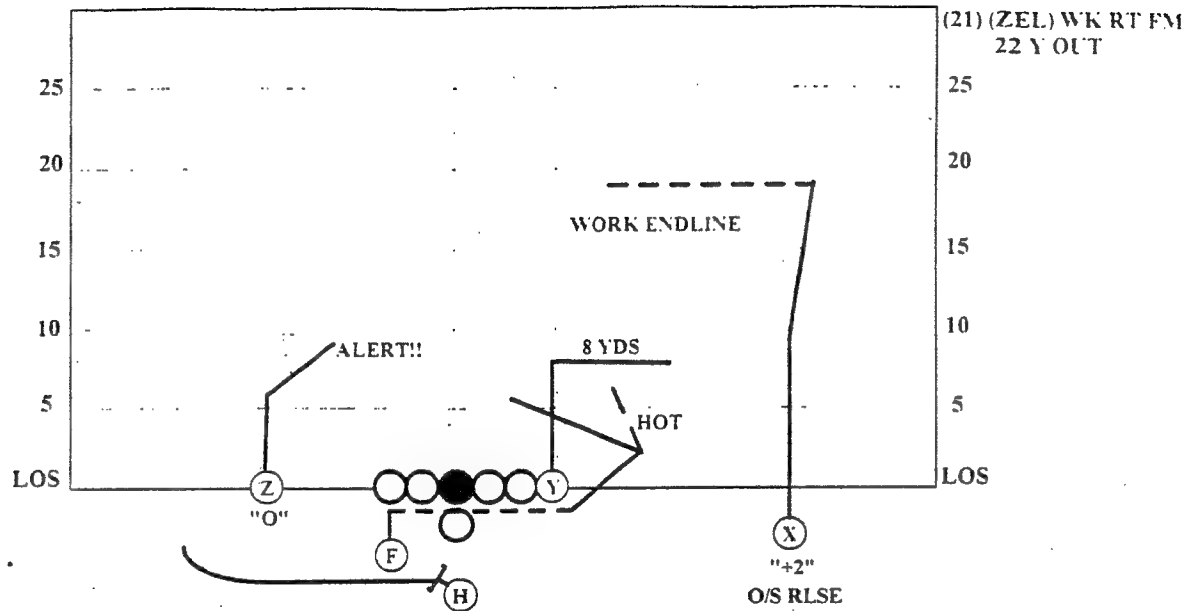 (21) (ZEL) WK RT FM
22 Y OUT
25 25
20 20
WORK ENDLINE
15 15
10 10
ALERT!! 8 YDS
5 5
HOT
LOS LOS
Z Y
"O"
X
F
"+2"
H
O/S RLSE